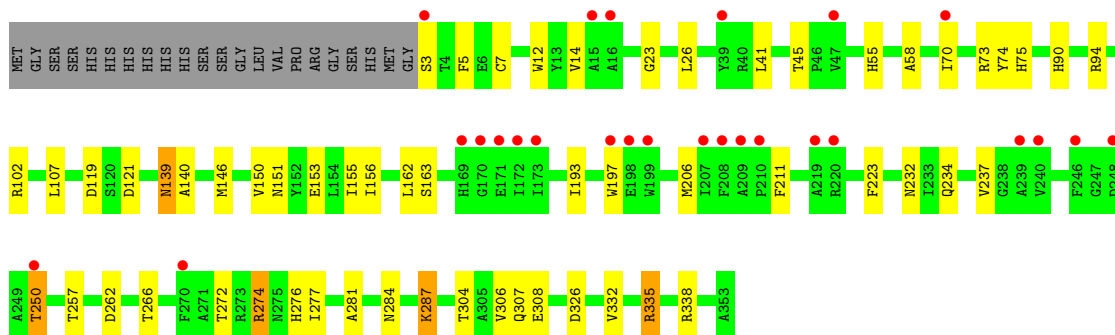 MET GLY SER SER HIS HIS HIS HIS HIS HIS SER SER GLY LEU VAL PRO ARG GLY SER HIS MET GLY S3 T4 F5 E6 C7 W12 Y13 V14 A15 A16 G23 L26 Y39 R40 L41 T45 P46 V47 H55 A58 I70 R73 Y74 H75 H90 R94
R102 L107 D119 S120 D121 N139 A140 M146 V150 N151 Y152 E153 L154 I155 I156 L162 S163 H169 G170 E171 I172 I173 I193 W197 E198 W199 M206 I207 F208 A209 P210 F211 A219 R220 F223 N232 I233 Q234 V237 G238 A239 V240 F246 G247
A249 T250 T257 D262 T266 F270 A271 T272 R273 R274 N275 H276 I277 A281 N284 K287 T304 A305 V306 Q307 E308 D326 V332 R335 R338 A353